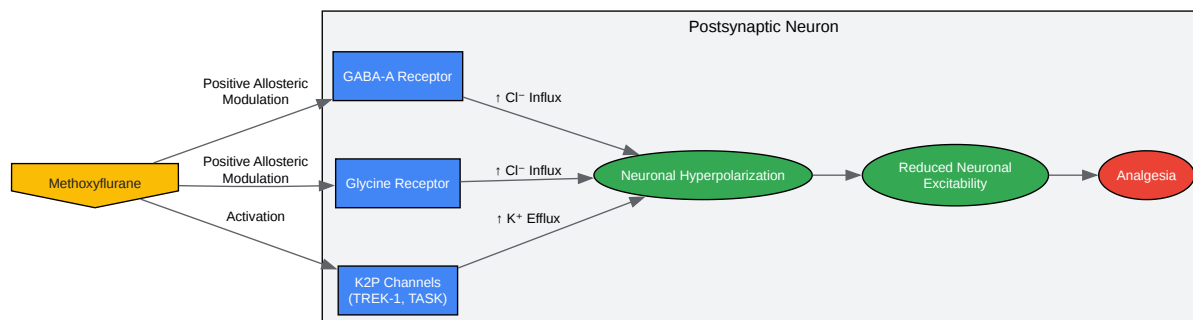 Postsynaptic Neuron
GABA-A Receptor
Positive Allosteric
Modulation
↑ Cl⁻ Influx
Methoxyflurane
Positive Allosteric
Modulation
Glycine Receptor
↑ Cl⁻ Influx
Neuronal Hyperpolarization
Reduced Neuronal
Excitability
Analgesia
Activation
↑ K⁺ Efflux
K2P Channels
(TREK-1, TASK)